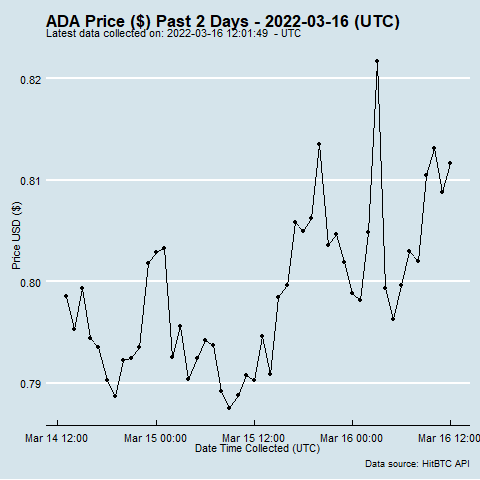 ADA Price ($) Past 2 Days - 2022-03-16 (UTC)
Latest data collected on: 2022-03-16 12:01:49 - UTC
0.82
0.81
0.80
0.79
Price USD ($)
Mar 14 12:00 Mar 15 00:00 Mar 15 12:00 Mar 16 00:00 Mar 16 12:00
Date Time Collected (UTC)
Data source: HitBTC API